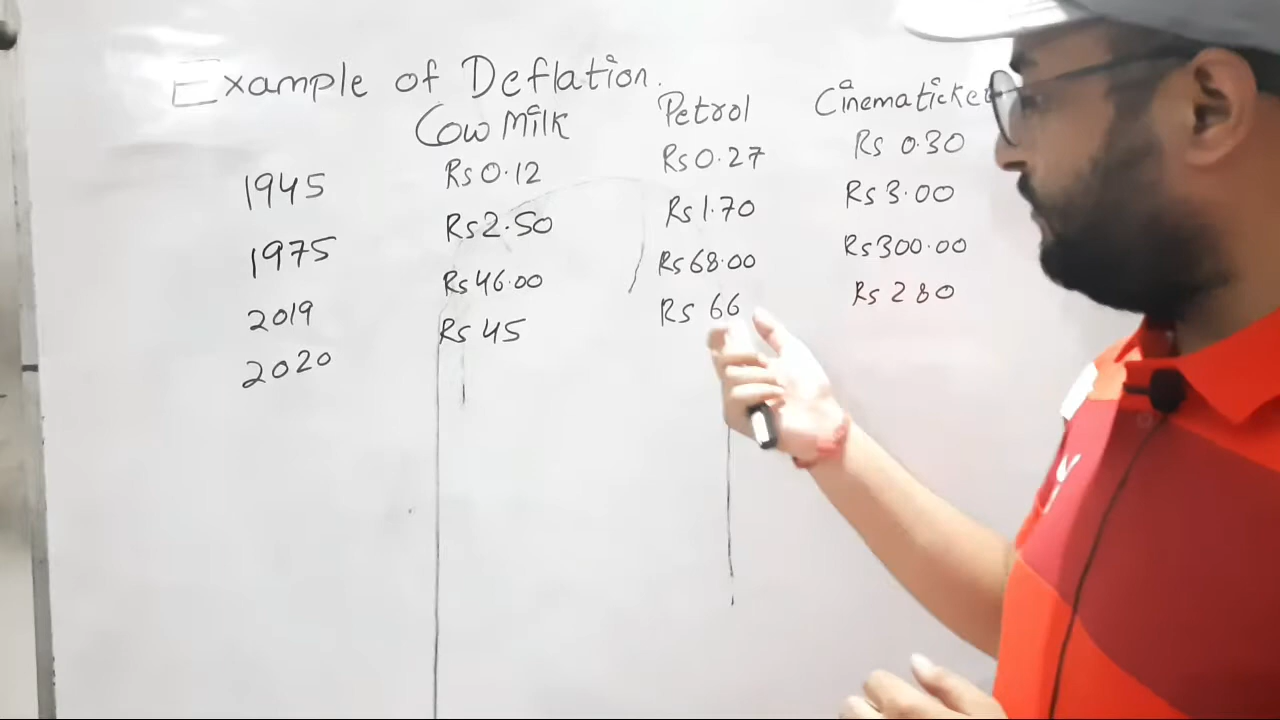 Example of Deflation.
Cow Milk Petrol Cinematicket
1945 Rs 0.12 Rs 0.27 Rs 0.30
1975 Rs 2.50 Rs 1.70 Rs 3.00
2019 Rs 46.00 Rs 68.00 Rs 300.00
2020 Rs 45 Rs 66 Rs 280